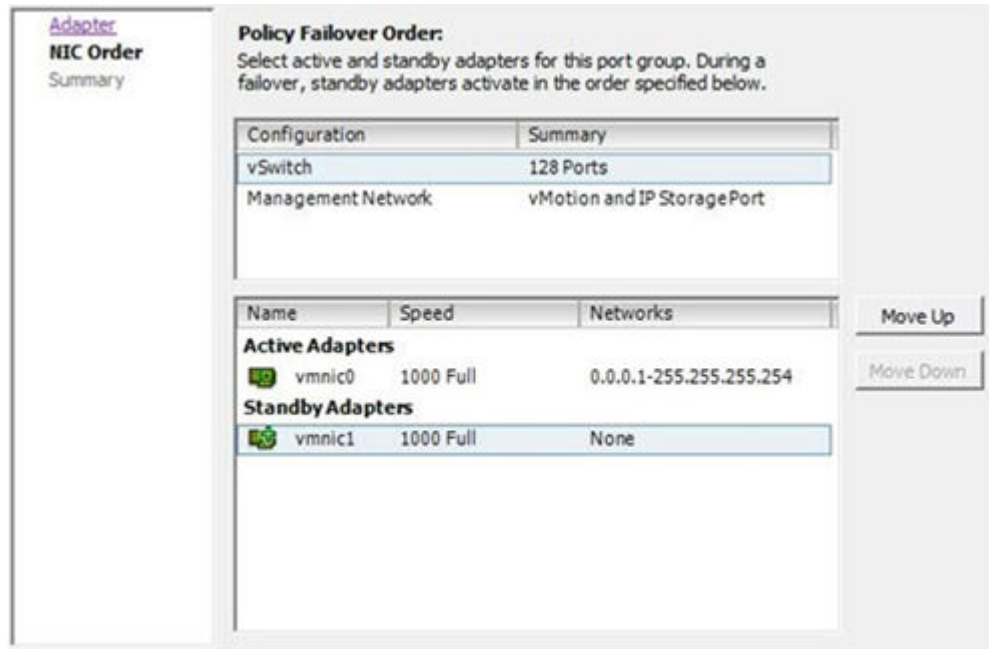 Adapter
NIC Order
Summary
Policy Failover Order:
Select active and standby adapters for this port group. During a
failover, standby adapters activate in the order specified below.
Configuration Summary
vSwitch 128 Ports
Management Network vMotion and IP Storage Port
Name Speed Networks
Active Adapters
vmnic0 1000 Full 0.0.0.1-255.255.255.254
Standby Adapters
vmnic1 1000 Full None
Move Up
Move Down